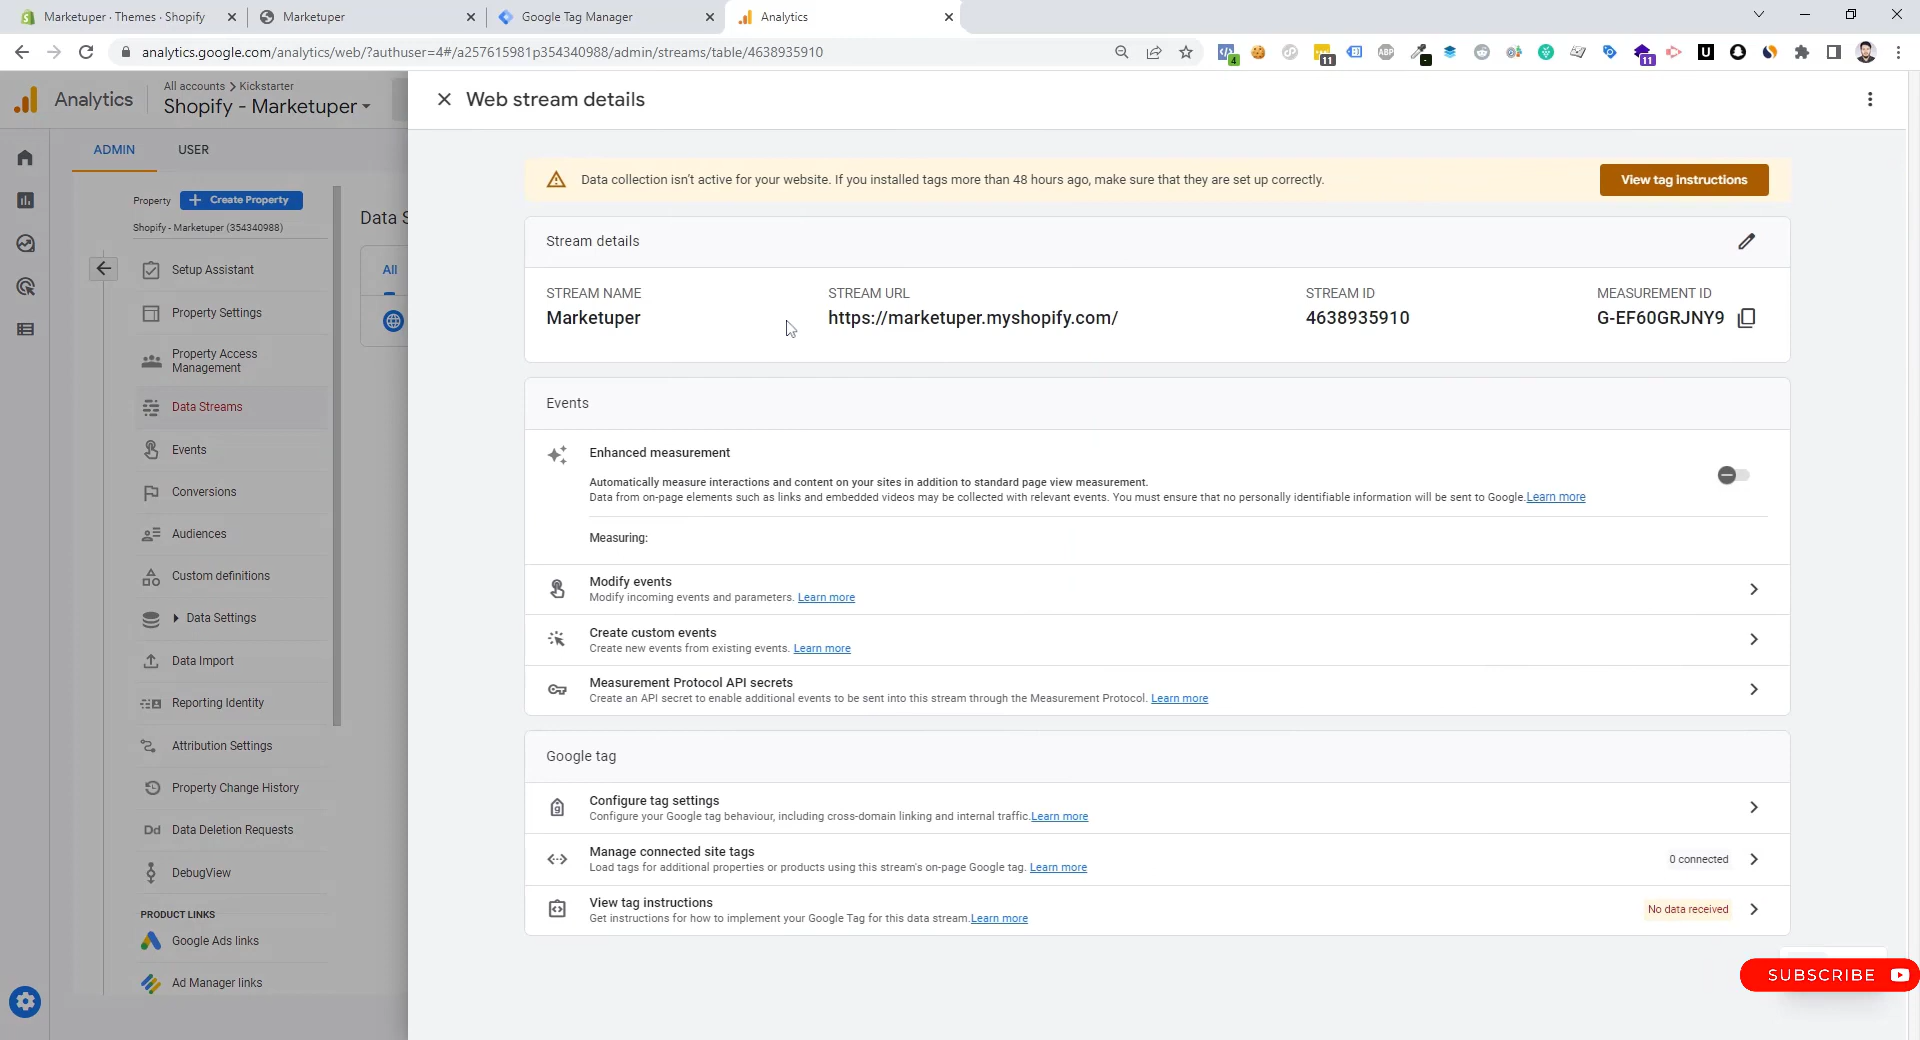 Marketuper · Themes · Shopify
Marketuper
Google Tag Manager
Analytics
analytics.google.com/analytics/web/?authuser=4#/a257615981p354340988/admin/streams/table/4638935910
4
11
ABP
11
U
Analytics
All accounts > Kickstarter
Shopify - Marketuper
Web stream details
ADMIN
USER
Property
Create Property
Shopify - Marketuper (354340988)
Setup Assistant
Property Settings
Property Access
Management
Data Streams
Events
Conversions
Audiences
Custom definitions
Data Settings
Data Import
Reporting Identity
Attribution Settings
Property Change History
Dd Data Deletion Requests
DebugView
PRODUCT LINKS
Google Ads links
Ad Manager links
Data S
All
Data collection isn't active for your website. If you installed tags more than 48 hours ago, make sure that they are set up correctly.
View tag instructions
Stream details
STREAM NAME
Marketuper
STREAM URL
https://marketuper.myshopify.com/
STREAM ID
4638935910
MEASUREMENT ID
G-EF60GRJNY9
Events
Enhanced measurement
Automatically measure interactions and content on your sites in addition to standard page view measurement.
Data from on-page elements such as links and embedded videos may be collected with relevant events. You must ensure that no personally identifiable information will be sent to Google. Learn more
Measuring:
Modify events
Modify incoming events and parameters. Learn more
Create custom events
Create new events from existing events. Learn more
Measurement Protocol API secrets
Create an API secret to enable additional events to be sent into this stream through the Measurement Protocol. Learn more
Google tag
Configure tag settings
Configure your Google tag behaviour, including cross-domain linking and internal traffic. Learn more
Manage connected site tags
Load tags for additional properties or products using this stream's on-page Google tag. Learn more
0 connected
View tag instructions
Get instructions for how to implement your Google Tag for this data stream. Learn more
No data received
SUBSCRIBE